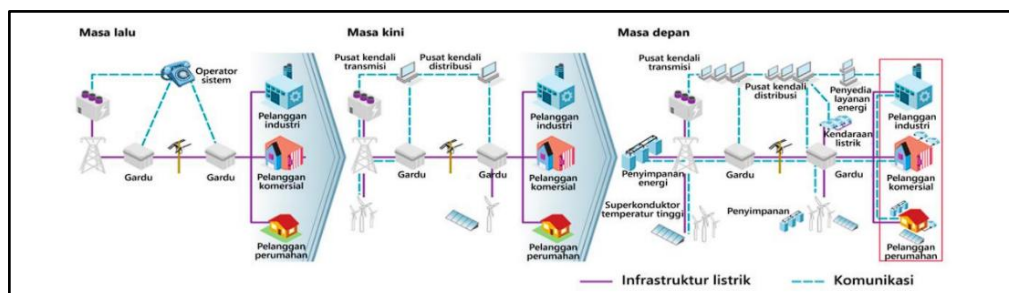 Masa lalu
Operator
sistem
Gardu
Gardu
Pelanggan
industri
Pelanggan
komersial
Pelanggan
perumahan
Masa kini
Pusat kendali
transmisi
Pusat kendali
distribusi
Gardu
Gardu
Pelanggan
industri
Pelanggan
komersial
Pelanggan
perumahan
Masa depan
Pusat kendali
transmisi
Pusat kendali
distribusi
Penyedia
layanan
energi
Kendaraan
listrik
Penyimpanan
energi
Gardu
Gardu
Superkonduktor
temperatur tinggi
Penyimpanan
Pelanggan
industri
Pelanggan
komersial
Pelanggan
perumahan
Infrastruktur listrik
Komunikasi